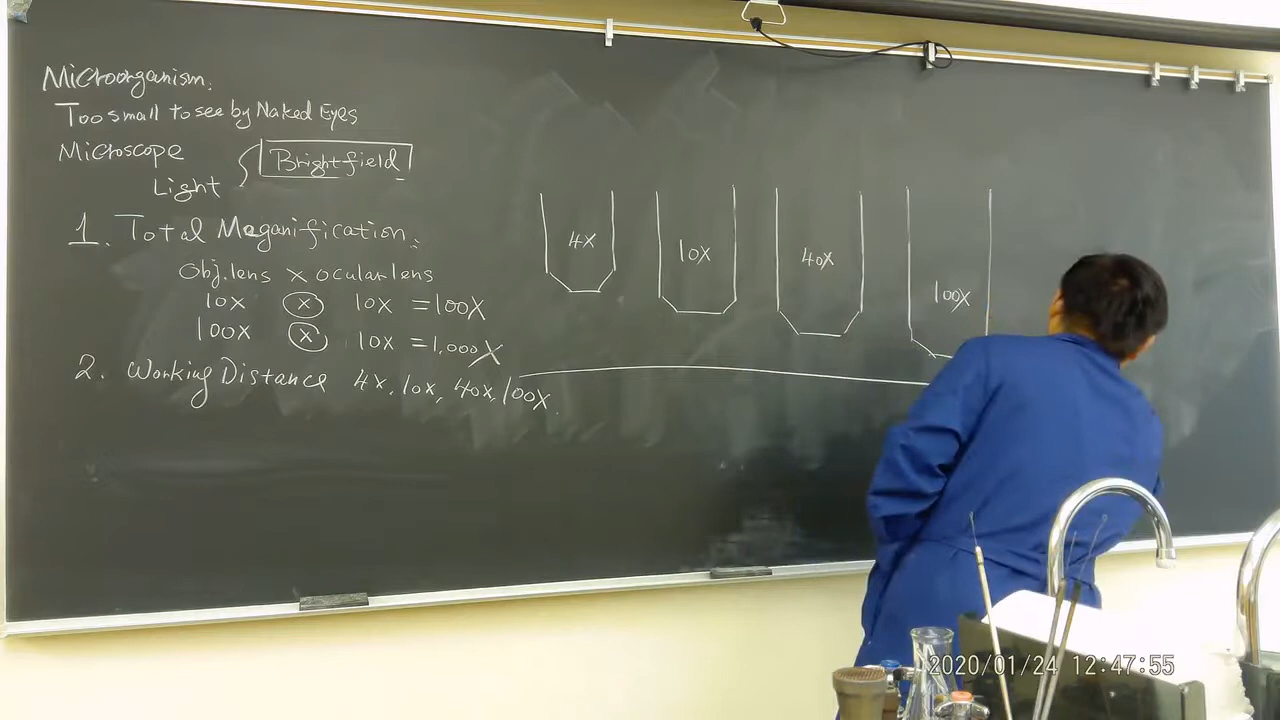 Microorganism.
Too small to see by Naked Eyes
Microscope
Bright field
Light
1. Total Meganification:
Obj. lens X ocular lens
10X X 10X = 100X
100X X 10X = 1,000X
2. Working Distance 4X, 10X, 40X, 100X.
4X
10X
40X
100X
2020/01/24 12:47:55